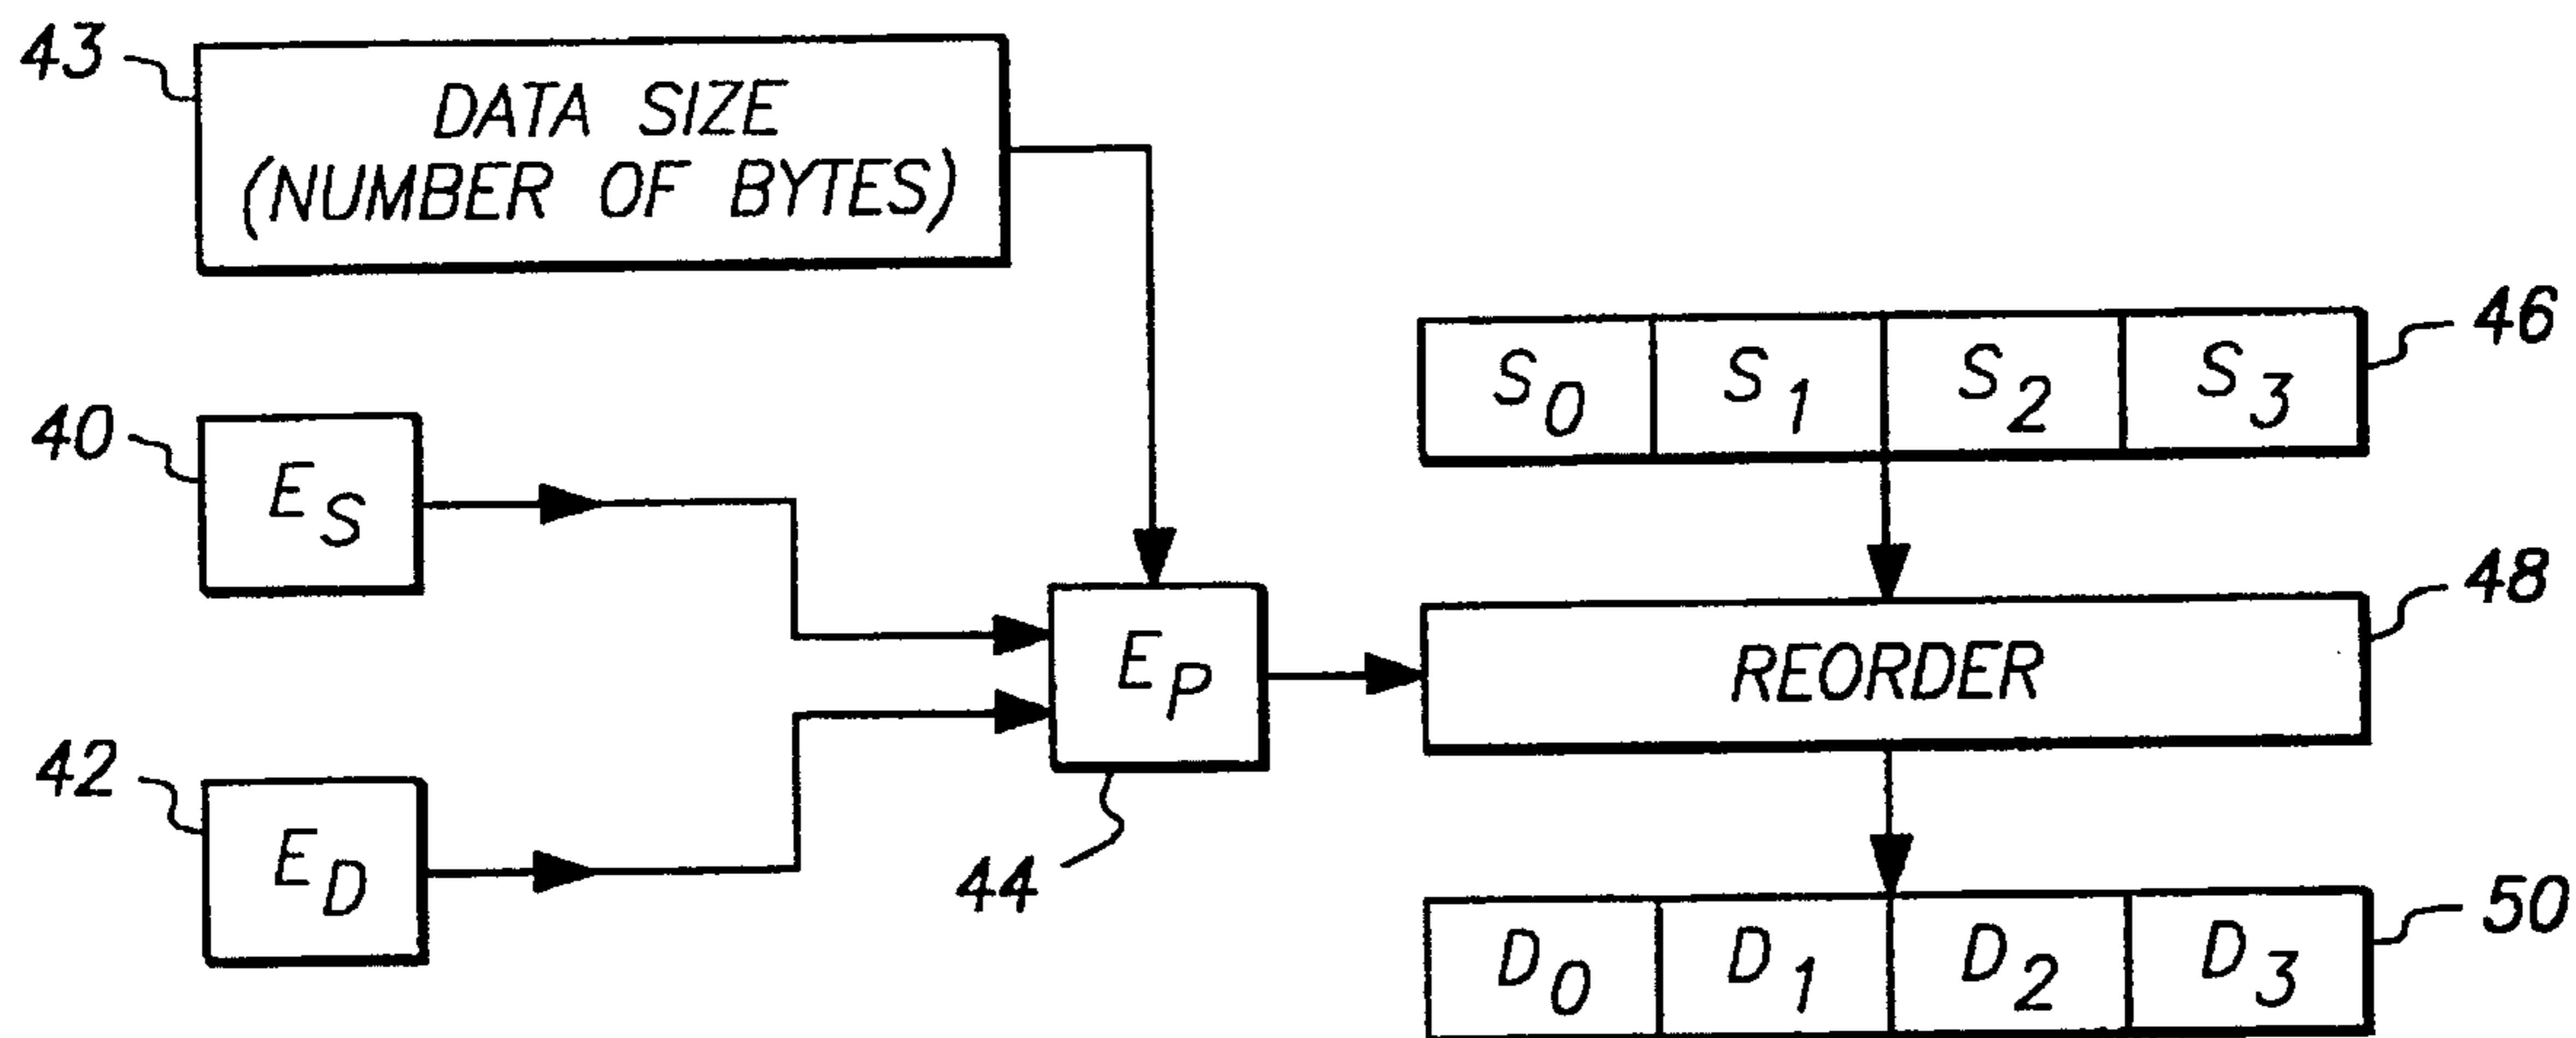 43
DATA SIZE
(NUMBER OF BYTES)
46
S0 S1 S2 S3
40
ES
48
EP
REORDER
42
ED
44
50
D0 D1 D2 D3